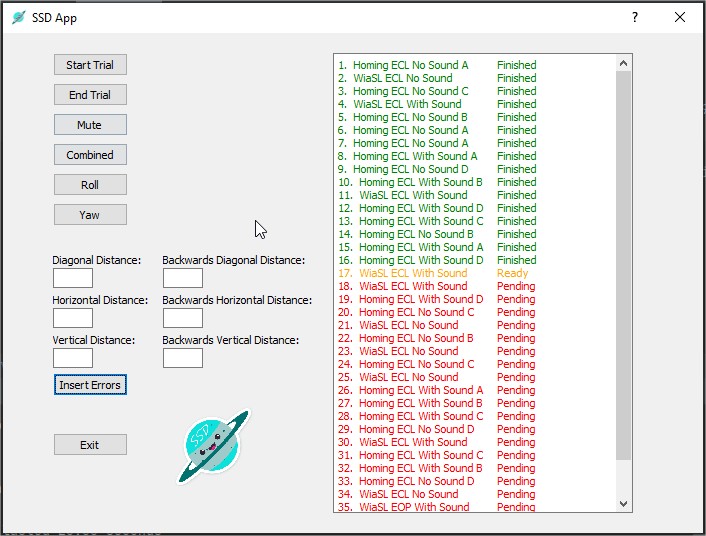 SSD App
?
Start Trial
End Trial
Mute
Combined
Roll
Yaw
Diagonal Distance: Backwards Diagonal Distance:
Horizontal Distance: Backwards Horizontal Distance:
Vertical Distance: Backwards Vertical Distance:
Insert Errors
Exit
SSD
1. Homing ECL No Sound A Finished
2. WiaSL ECL No Sound Finished
3. Homing ECL No Sound C Finished
4. WiaSL ECL With Sound Finished
5. Homing ECL No Sound B Finished
6. Homing ECL No Sound A Finished
7. Homing ECL No Sound A Finished
8. Homing ECL With Sound A Finished
9. Homing ECL No Sound D Finished
10. Homing ECL With Sound B Finished
11. WiaSL ECL With Sound Finished
12. Homing ECL With Sound D Finished
13. Homing ECL With Sound C Finished
14. Homing ECL No Sound B Finished
15. Homing ECL With Sound A Finished
16. Homing ECL With Sound D Finished
17. WiaSL ECL With Sound Ready
18. WiaSL ECL With Sound Pending
19. Homing ECL With Sound D Pending
20. Homing ECL No Sound C Pending
21. WiaSL ECL No Sound Pending
22. Homing ECL No Sound B Pending
23. WiaSL ECL No Sound Pending
24. Homing ECL No Sound C Pending
25. WiaSL ECL No Sound Pending
26. Homing ECL With Sound A Pending
27. Homing ECL With Sound B Pending
28. Homing ECL With Sound C Pending
29. Homing ECL No Sound D Pending
30. WiaSL ECL With Sound Pending
31. Homing ECL With Sound C Pending
32. Homing ECL With Sound B Pending
33. Homing ECL No Sound D Pending
34. WiaSL ECL No Sound Pending
35. WiaSL EOP With Sound Pending